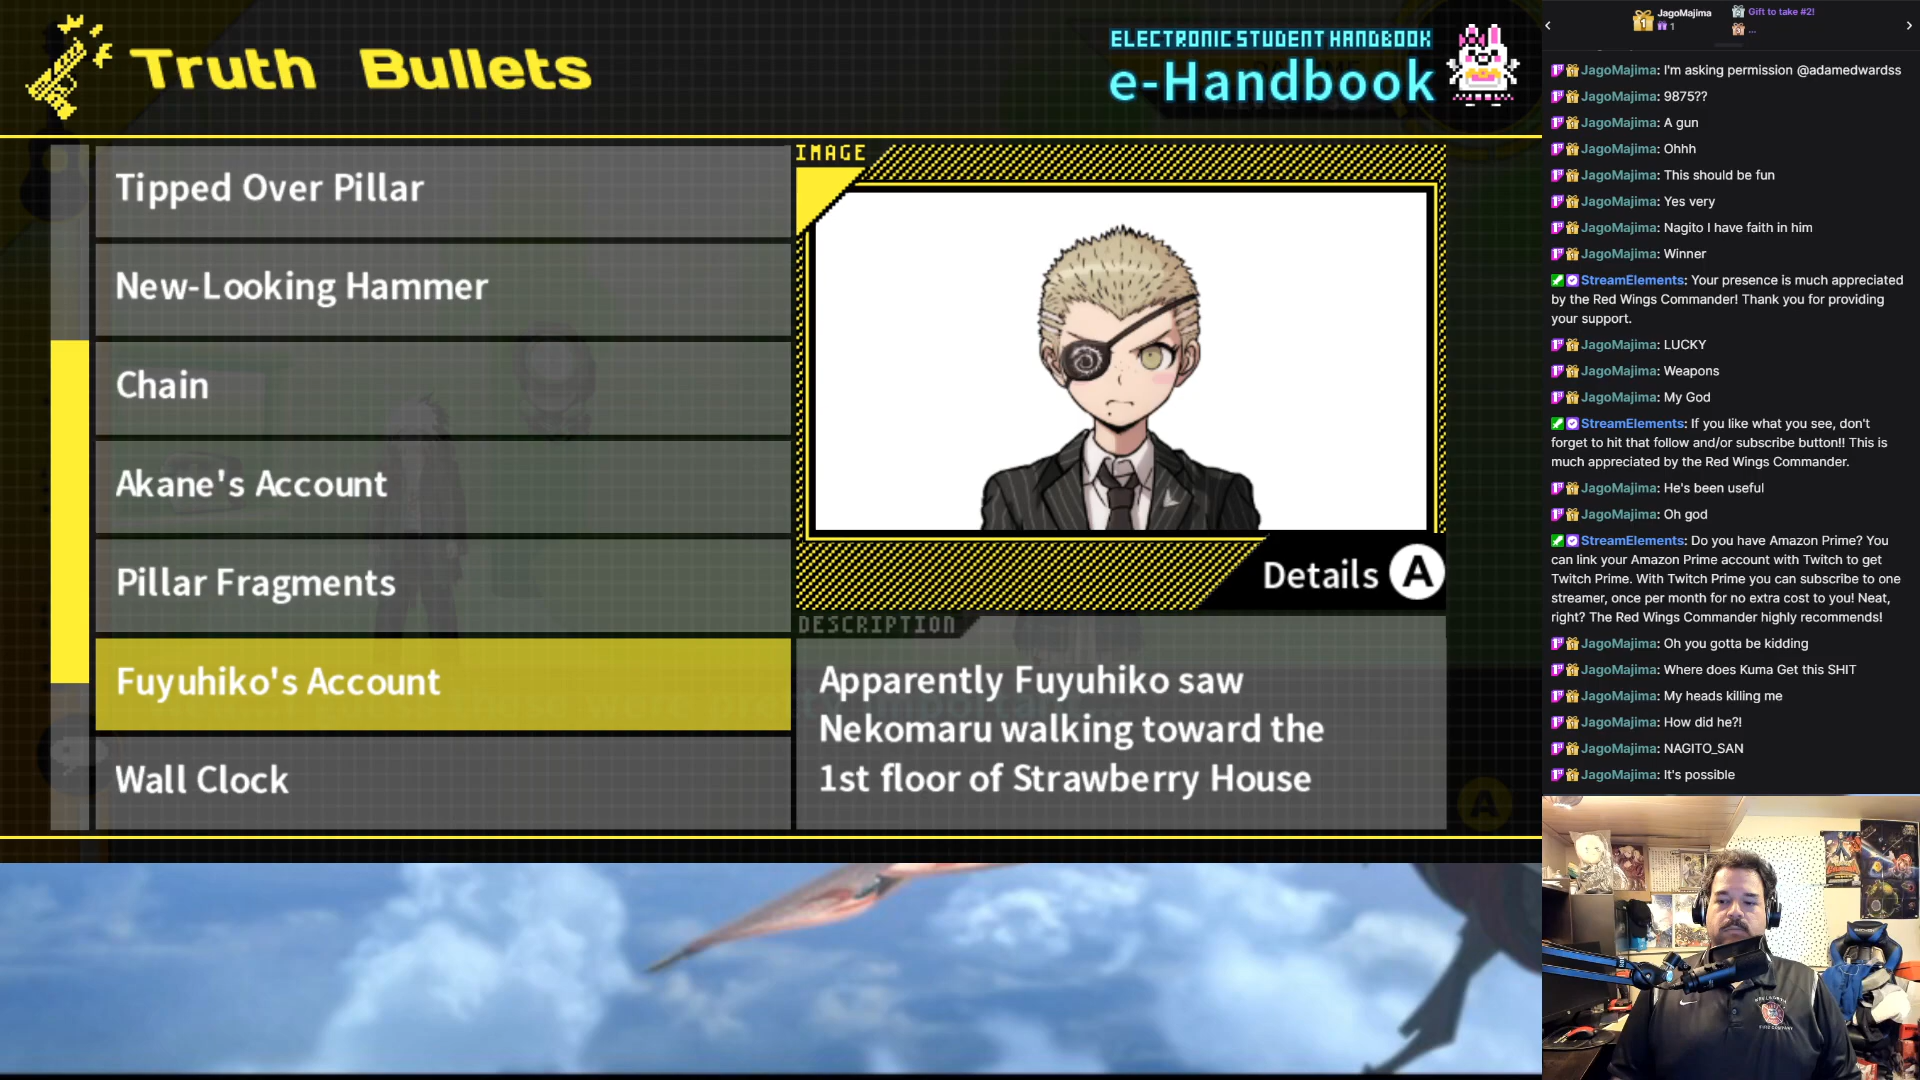 Truth Bullets
ELECTRONIC STUDENT HANDBOOK
e-Handbook
Tipped Over Pillar
New-Looking Hammer
Chain
Akane's Account
Pillar Fragments
Fuyuhiko's Account
Wall Clock
IMAGE
Details A
DESCRIPTION
Apparently Fuyuhiko saw
Nekomaru walking toward the
1st floor of Strawberry House
A
JagoMajima
1
1
Gift to take #2!
...
JagoMajima: I'm asking permission @adamedwardss
JagoMajima: 9875??
JagoMajima: A gun
JagoMajima: Ohhh
JagoMajima: This should be fun
JagoMajima: Yes very
JagoMajima: Nagito I have faith in him
JagoMajima: Winner
StreamElements: Your presence is much appreciated
by the Red Wings Commander! Thank you for providing
your support.
JagoMajima: LUCKY
JagoMajima: Weapons
JagoMajima: My God
StreamElements: If you like what you see, don't
forget to hit that follow and/or subscribe button!! This is
much appreciated by the Red Wings Commander.
JagoMajima: He's been useful
JagoMajima: Oh god
StreamElements: Do you have Amazon Prime? You
can link your Amazon Prime account with Twitch to get
Twitch Prime. With Twitch Prime you can subscribe to one
streamer, once per month for no extra cost to you! Neat,
right? The Red Wings Commander highly recommends!
JagoMajima: Oh you gotta be kidding
JagoMajima: Where does Kuma Get this SHIT
JagoMajima: My heads killing me
JagoMajima: How did he?!
JagoMajima: NAGITO_SAN
JagoMajima: It's possible